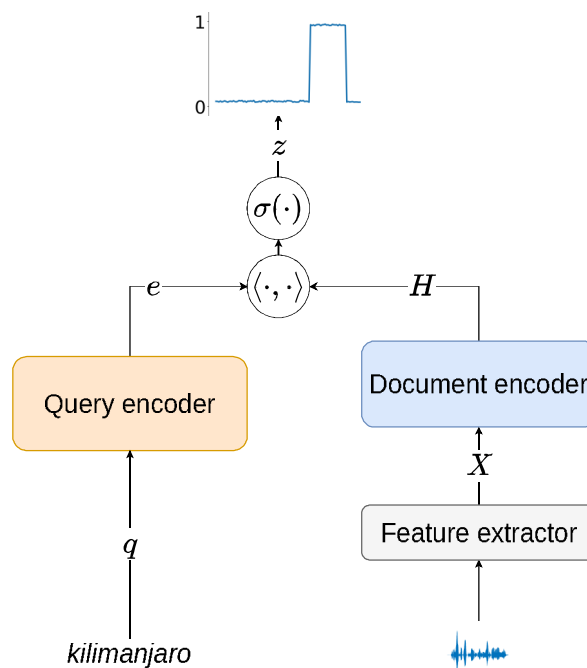 1
0
z
σ(·)
⟨·, ·⟩
e
H
Query encoder
Document encoder
X
Feature extractor
q
kilimanjaro